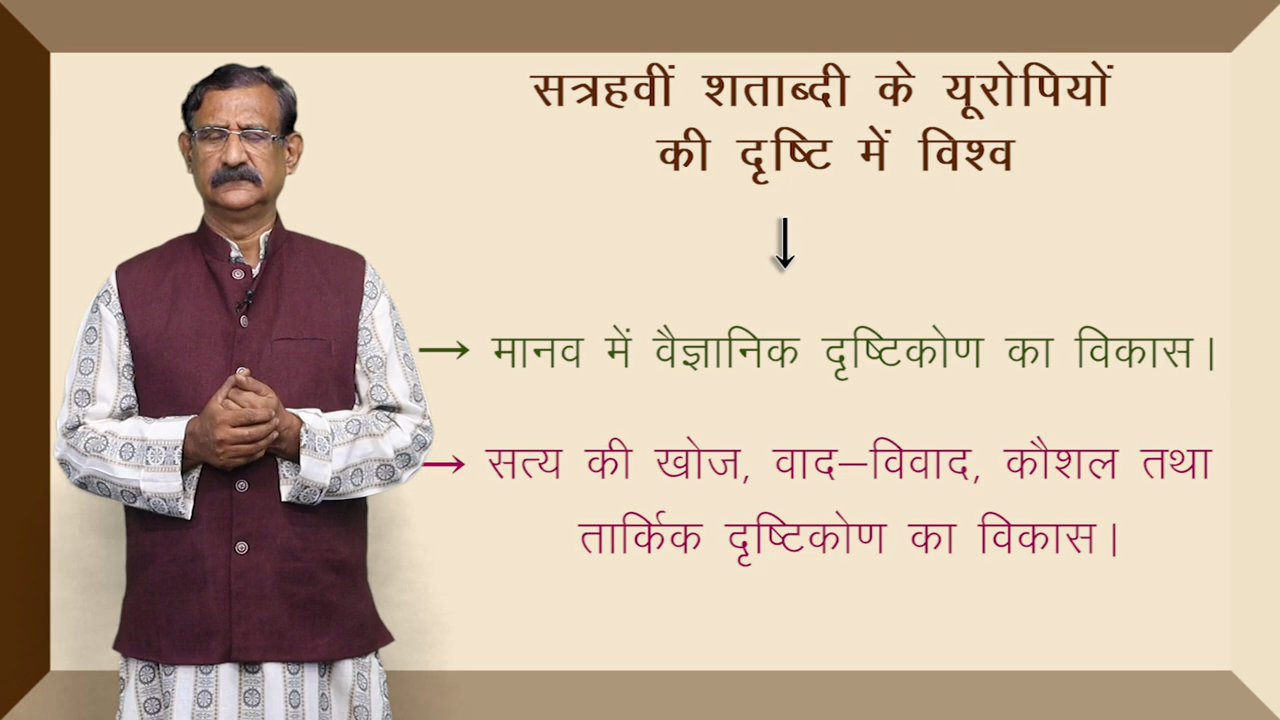 सत्रहवीं शताब्दी के यूरोपियों
की दृष्टि में विश्व
↓
→ मानव में वैज्ञानिक दृष्टिकोण का विकास।
→ सत्य की खोज, वाद–विवाद, कौशल तथा
तार्किक दृष्टिकोण का विकास।